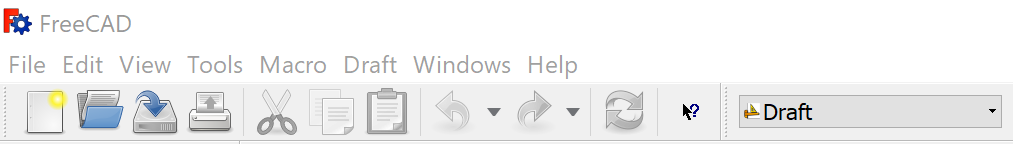 FreeCAD
File Edit View Tools Macro Draft Windows Help
? Draft